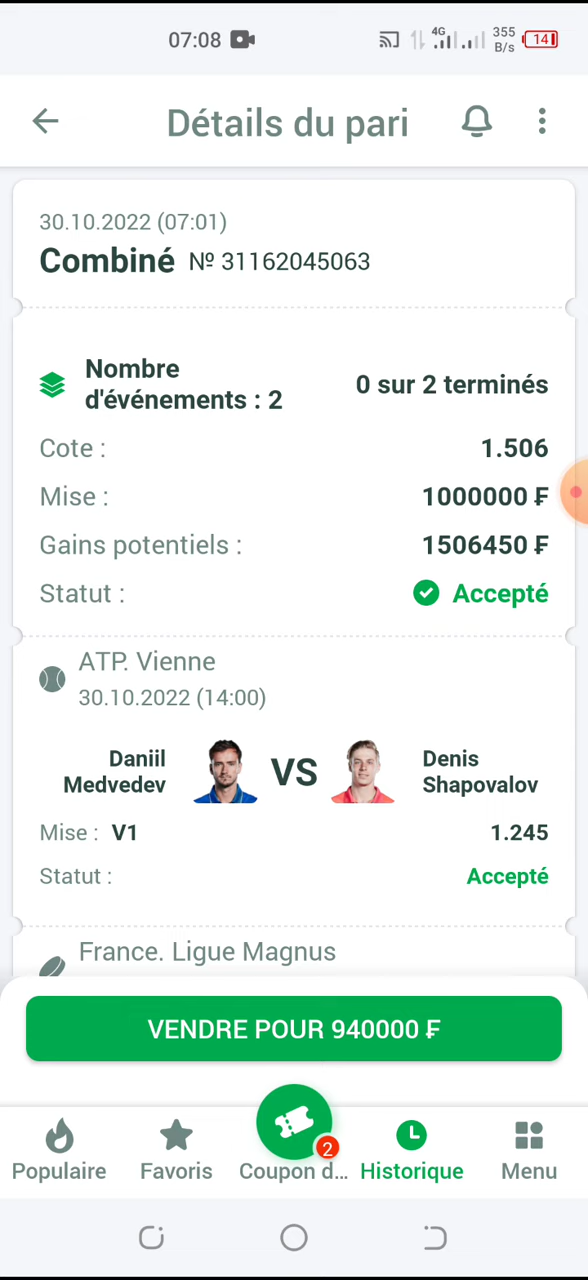 07:08 4G 355 B/s 14
Détails du pari
30.10.2022 (07:01)
Combiné № 31162045063
Nombre
d'événements : 2 0 sur 2 terminés
Cote : 1.506
Mise : 1000000 ₣
Gains potentiels : 1506450 ₣
Statut : Accepté
ATP. Vienne
30.10.2022 (14:00)
Daniil
Medvedev VS Denis
Shapovalov
Mise : V1 1.245
Statut : Accepté
France. Ligue Magnus
VENDRE POUR 940000 ₣
2
Populaire Favoris Coupon d... Historique Menu